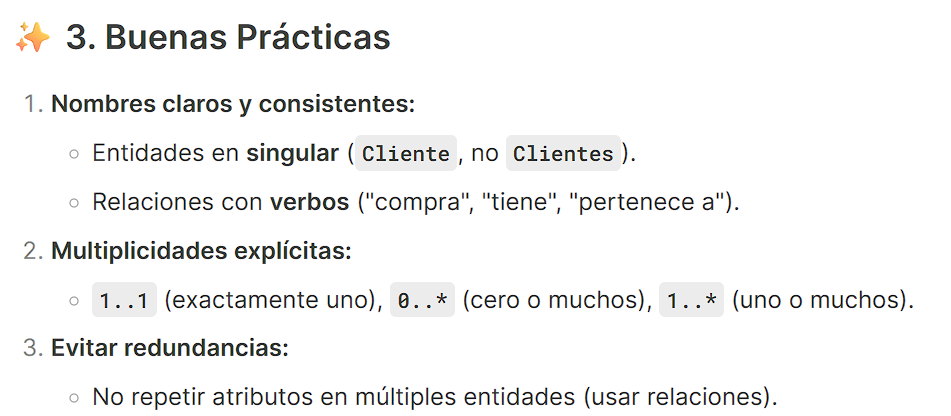 ✨ 3. Buenas Prácticas
1. Nombres claros y consistentes:
○ Entidades en singular (Cliente, no Clientes).
○ Relaciones con verbos ("compra", "tiene", "pertenece a").
2. Multiplicidades explícitas:
○ 1..1 (exactamente uno), 0..* (cero o muchos), 1..* (uno o muchos).
3. Evitar redundancias:
○ No repetir atributos en múltiples entidades (usar relaciones).